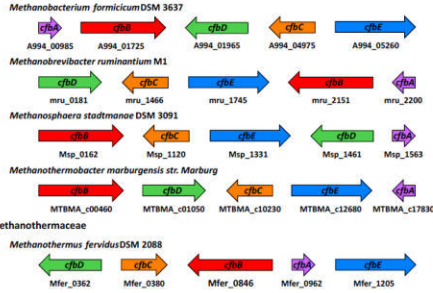 Methanobacterium formicicum DSM 3637
cfbA cfbB cfbD cfbC cfbE
A994_00985 A994_01725 A994_01965 A994_04975 A994_05260
Methanobrevibacter ruminantium M1
cfbD cfbC cfbE cfbB cfbA
mru_0181 mru_1466 mru_1745 mru_2151 mru_2200
Methanosphaera stadtmanae DSM 3091
cfbB cfbC cfbE cfbD cfbA
Msp_0162 Msp_1120 Msp_1331 Msp_1461 Msp_1563
Methanothermobacter marburgensis str. Marburg
cfbB cfbD cfbC cfbE cfbA
MTBMA_c00460 MTBMA_c01050 MTBMA_c10230 MTBMA_c12680 MTBMA_c17830
ethanothermaceae
Methanothermus fervidus DSM 2088
cfbD cfbC cfbB cfbA cfbE
Mfer_0362 Mfer_0380 Mfer_0846 Mfer_0962 Mfer_1205